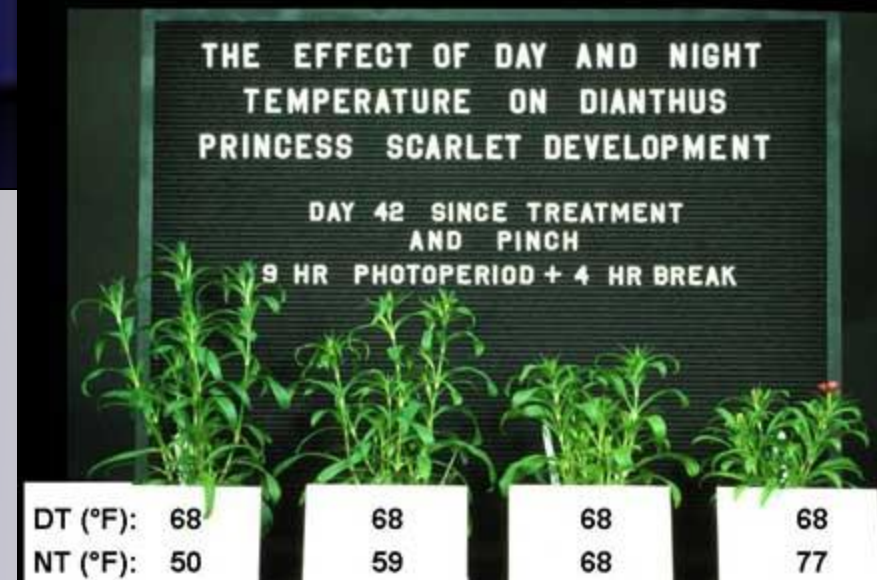 THE EFFECT OF DAY AND NIGHT
TEMPERATURE ON DIANTHUS
PRINCESS SCARLET DEVELOPMENT
DAY 42 SINCE TREATMENT
AND PINCH
9 HR PHOTOPERIOD + 4 HR BREAK
DT (°F): 68 68 68 68
NT (°F): 50 59 68 77